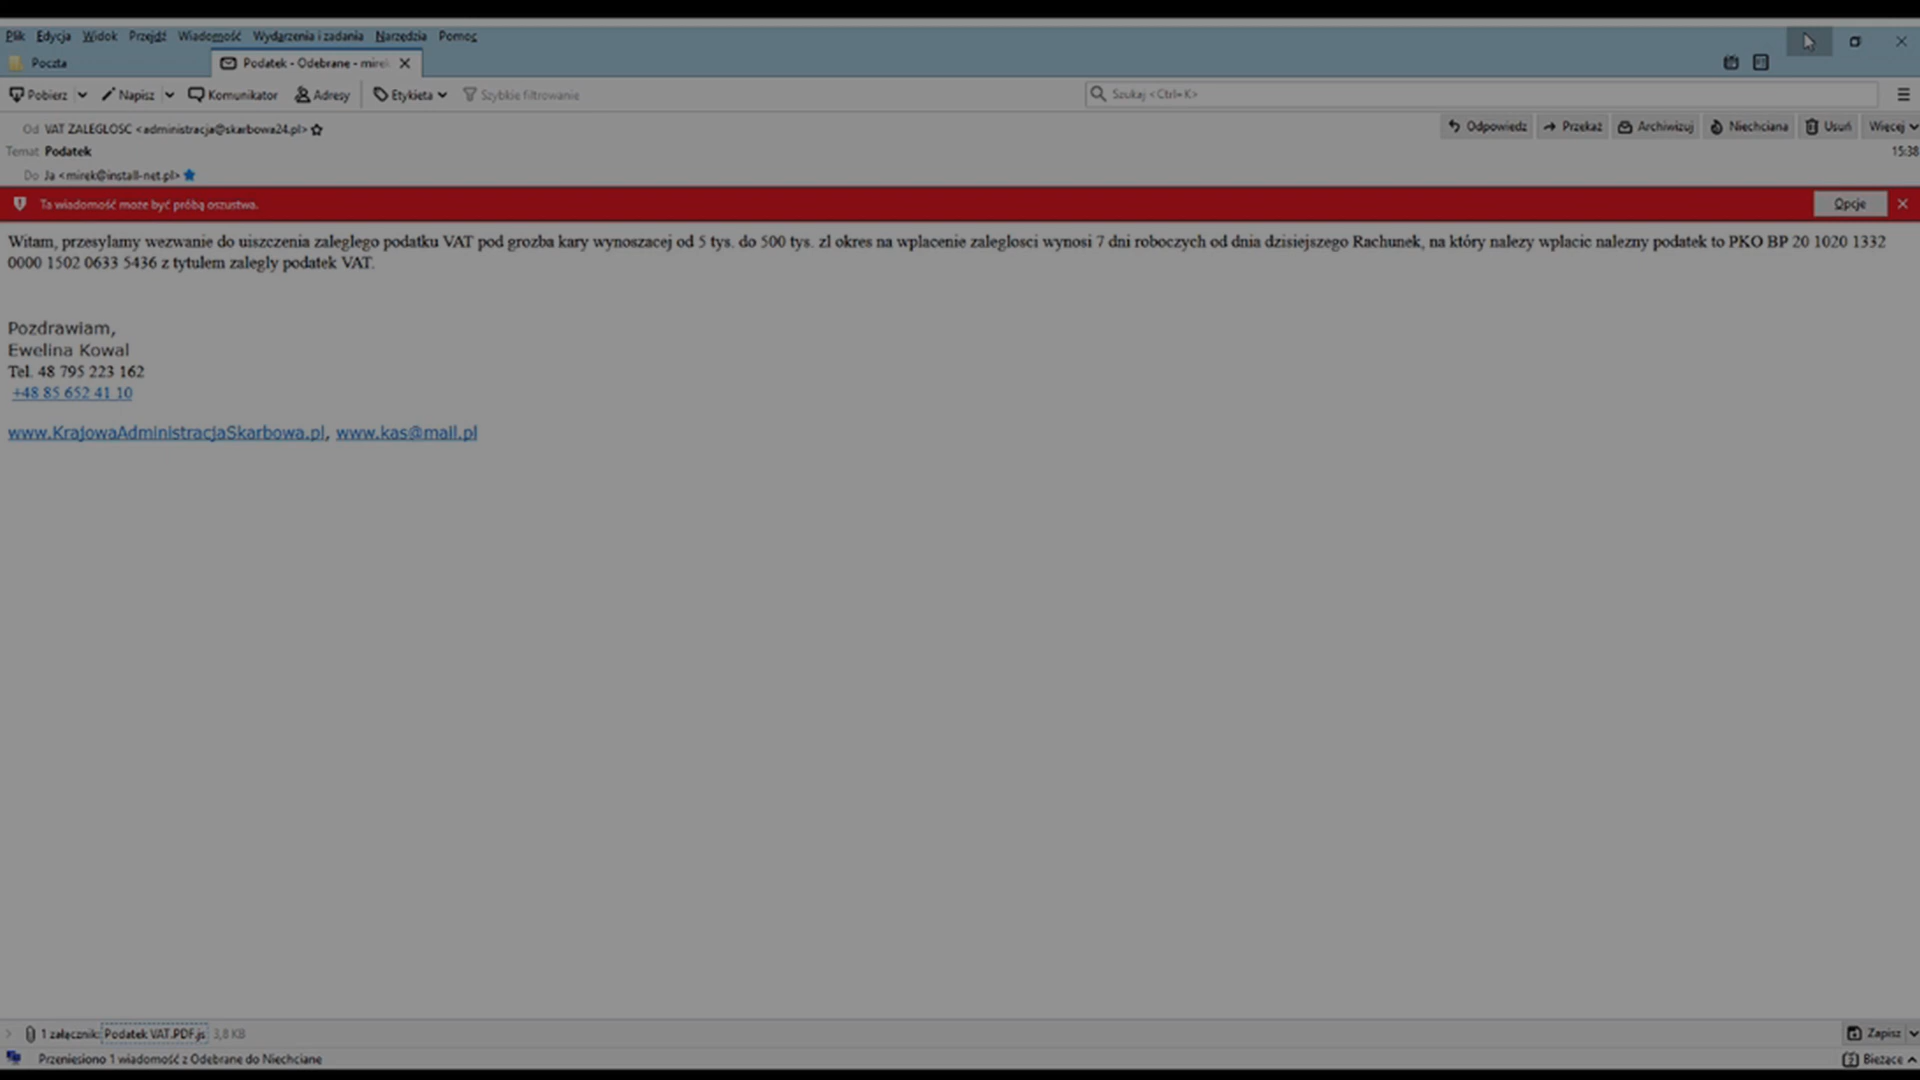 Plik Edycja Widok Przejdź Wiadomość Wydarzenia i zadania Narzędzia Pomoc
Poczta
Podatek - Odebrane - mirek
Pobierz Napisz Komunikator Adresy Etykieta Szybkie filtrowanie Szukaj <Ctrl+K>
Od VAT ZALEGLOSC <administracja@skarbowa24.pl> Odpowiedz Przekaż Archiwizuj Niechciana Usuń Więcej
Temat Podatek 15:38
Do Ja <mirek@install-net.pl>
Ta wiadomość może być próbą oszustwa. Opcje
Witam, przesylamy wezwanie do uiszczenia zaleglego podatku VAT pod grozba kary wynoszacej od 5 tys. do 500 tys. zl okres na wplacenie zaleglosci wynosi 7 dni roboczych od dnia dzisiejszego Rachunek, na który nalezy wplacic nalezny podatek to PKO BP 20 1020 1332
0000 1502 0633 5436 z tytulem zalegly podatek VAT.
Pozdrawiam,
Ewelina Kowal
Tel. 48 795 223 162
+48 85 652 41 10
www.KrajowaAdministracjaSkarbowa.pl, www.kas@mail.pl
1 załącznik: Podatek VAT.PDF.js 3,8 KB Zapisz
Przeniesiono 1 wiadomość z Odebrane do Niechciane Bieżące